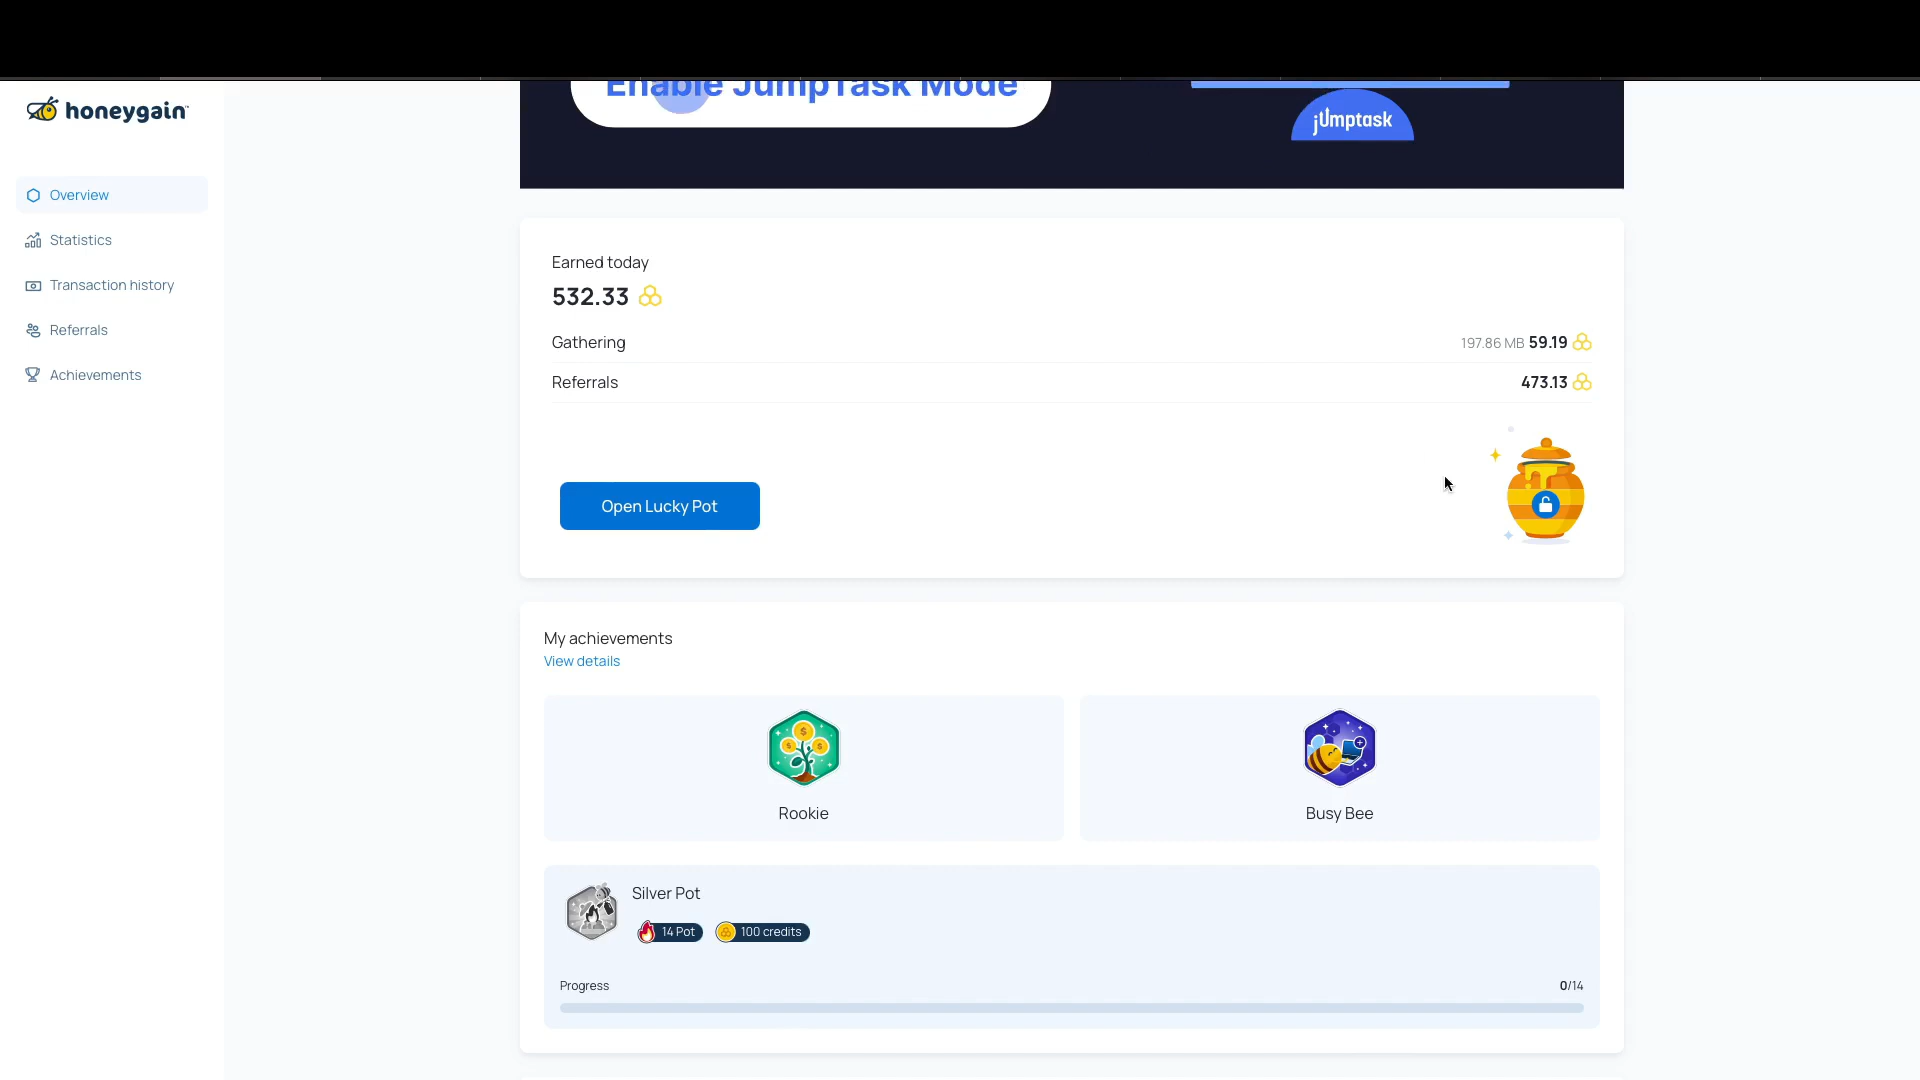 Enable JumpTask Mode
jumptask
honeygain
Overview
Statistics
Transaction history
Referrals
Achievements
Earned today
532.33
Gathering
197.86 MB 59.19
Referrals
473.13
Open Lucky Pot
My achievements
View details
Rookie
Busy Bee
Silver Pot
14 Pot
100 credits
Progress
0/14